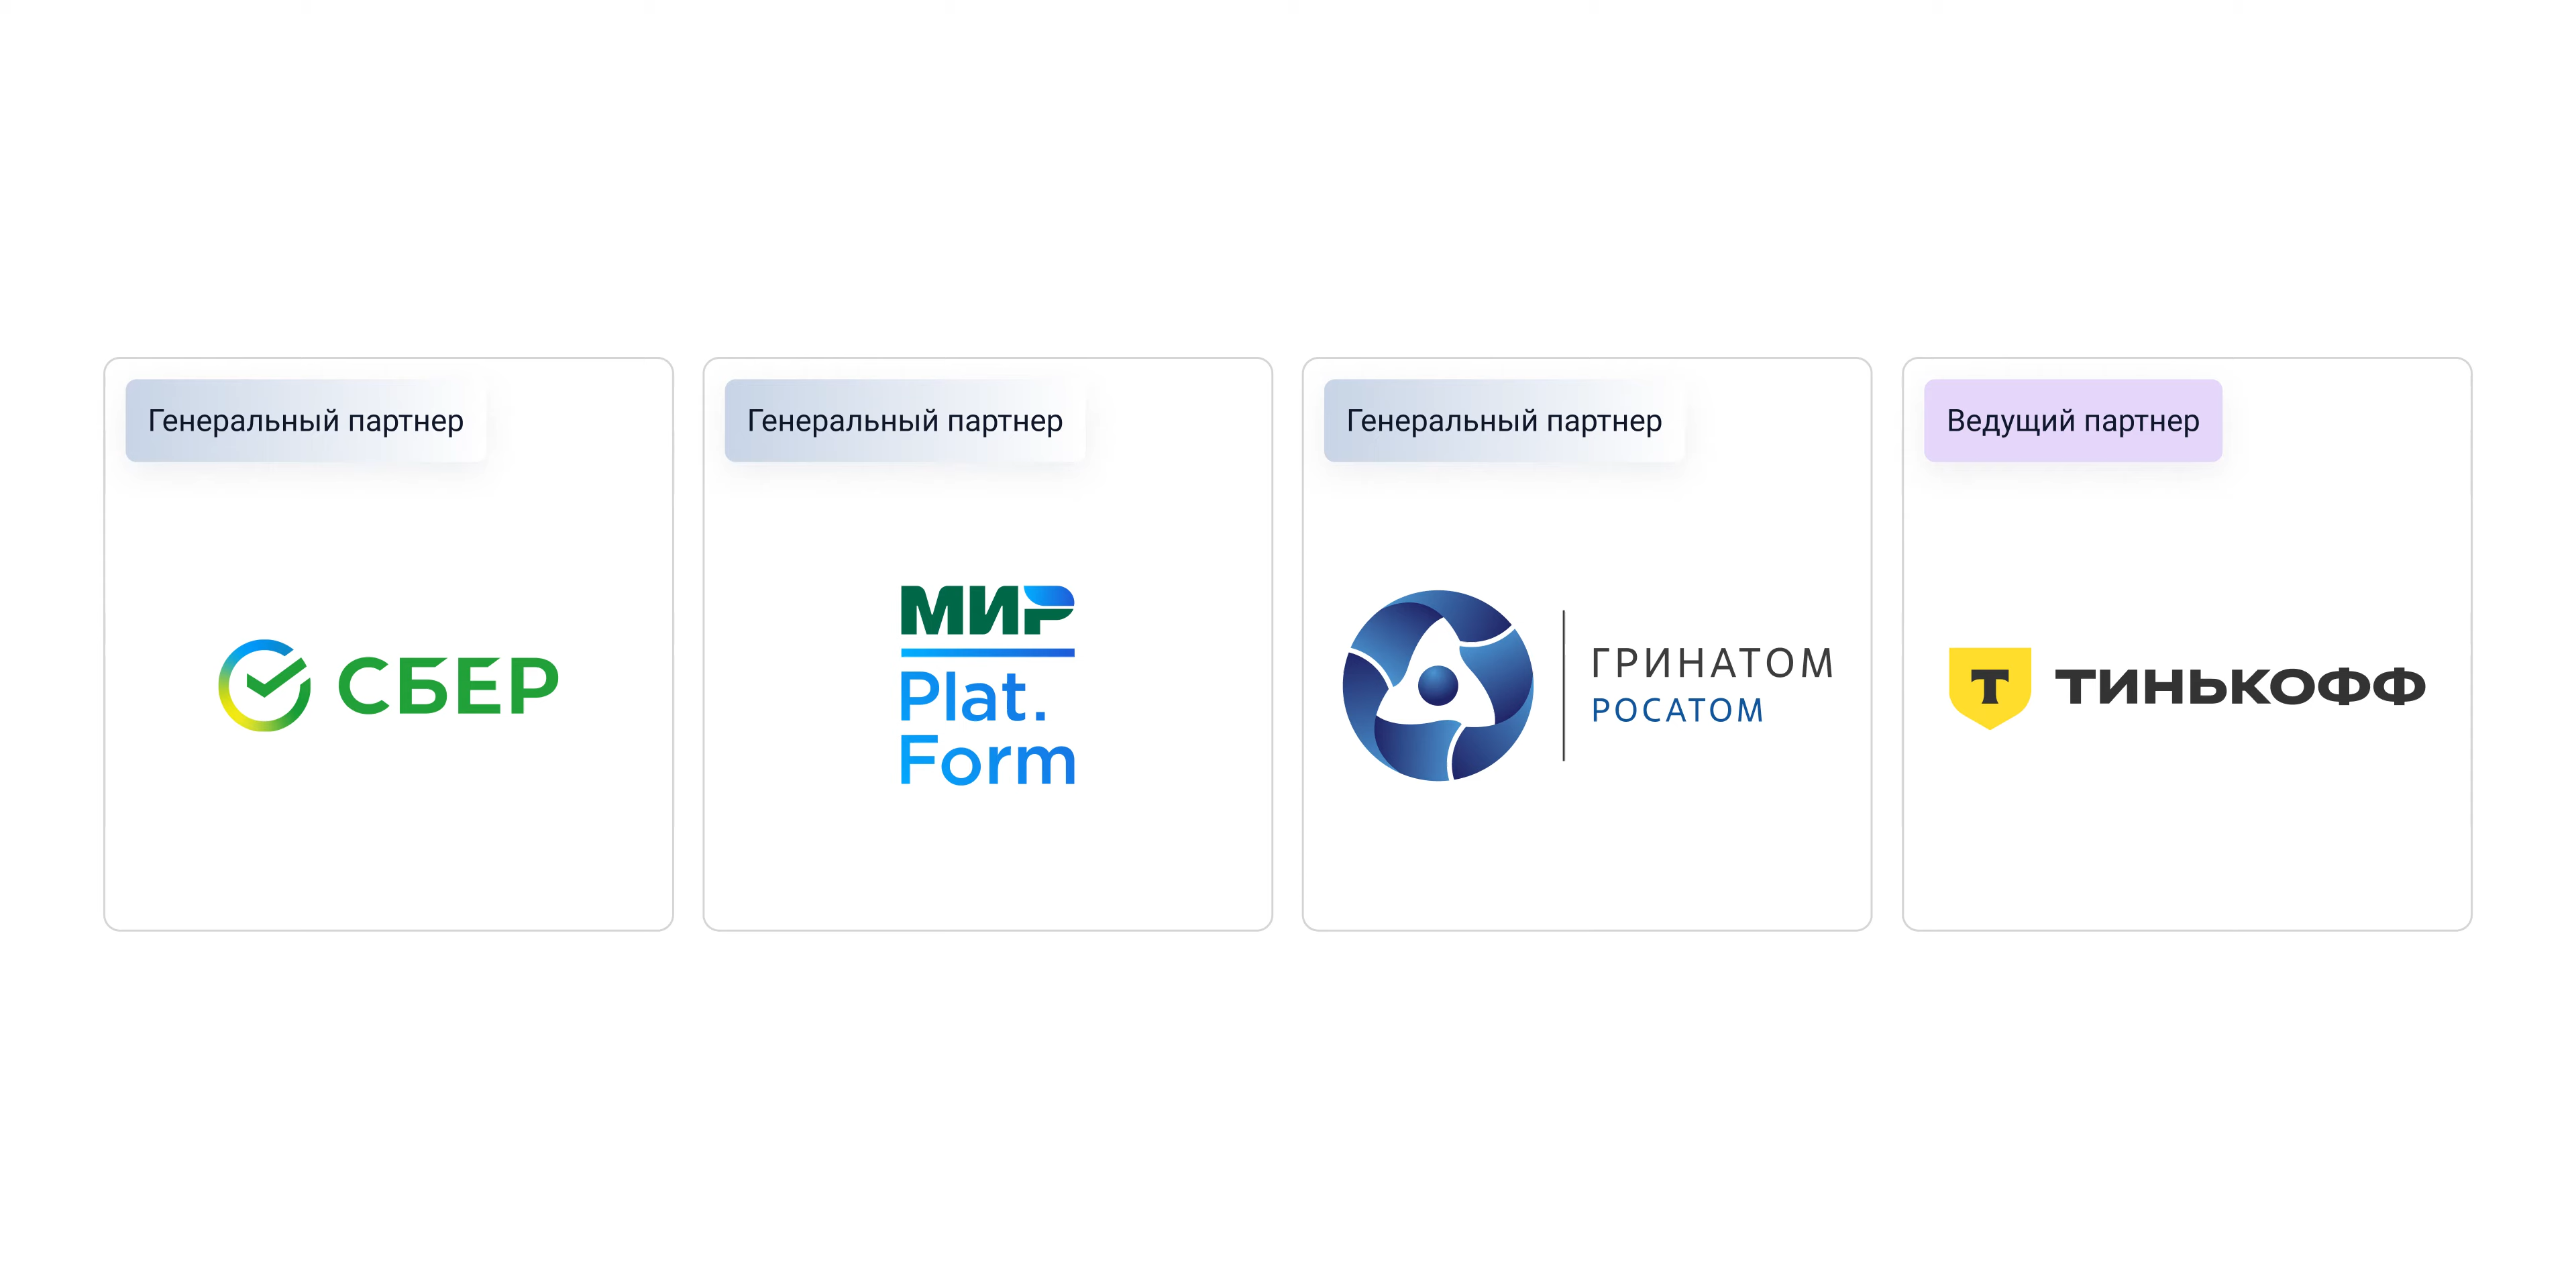 Генеральный партнер
СБЕР
Генеральный партнер
МИР
Plat.
Form
Генеральный партнер
ГРИНАТОМ
РОСАТОМ
Ведущий партнер
Т ТИНЬКОФФ